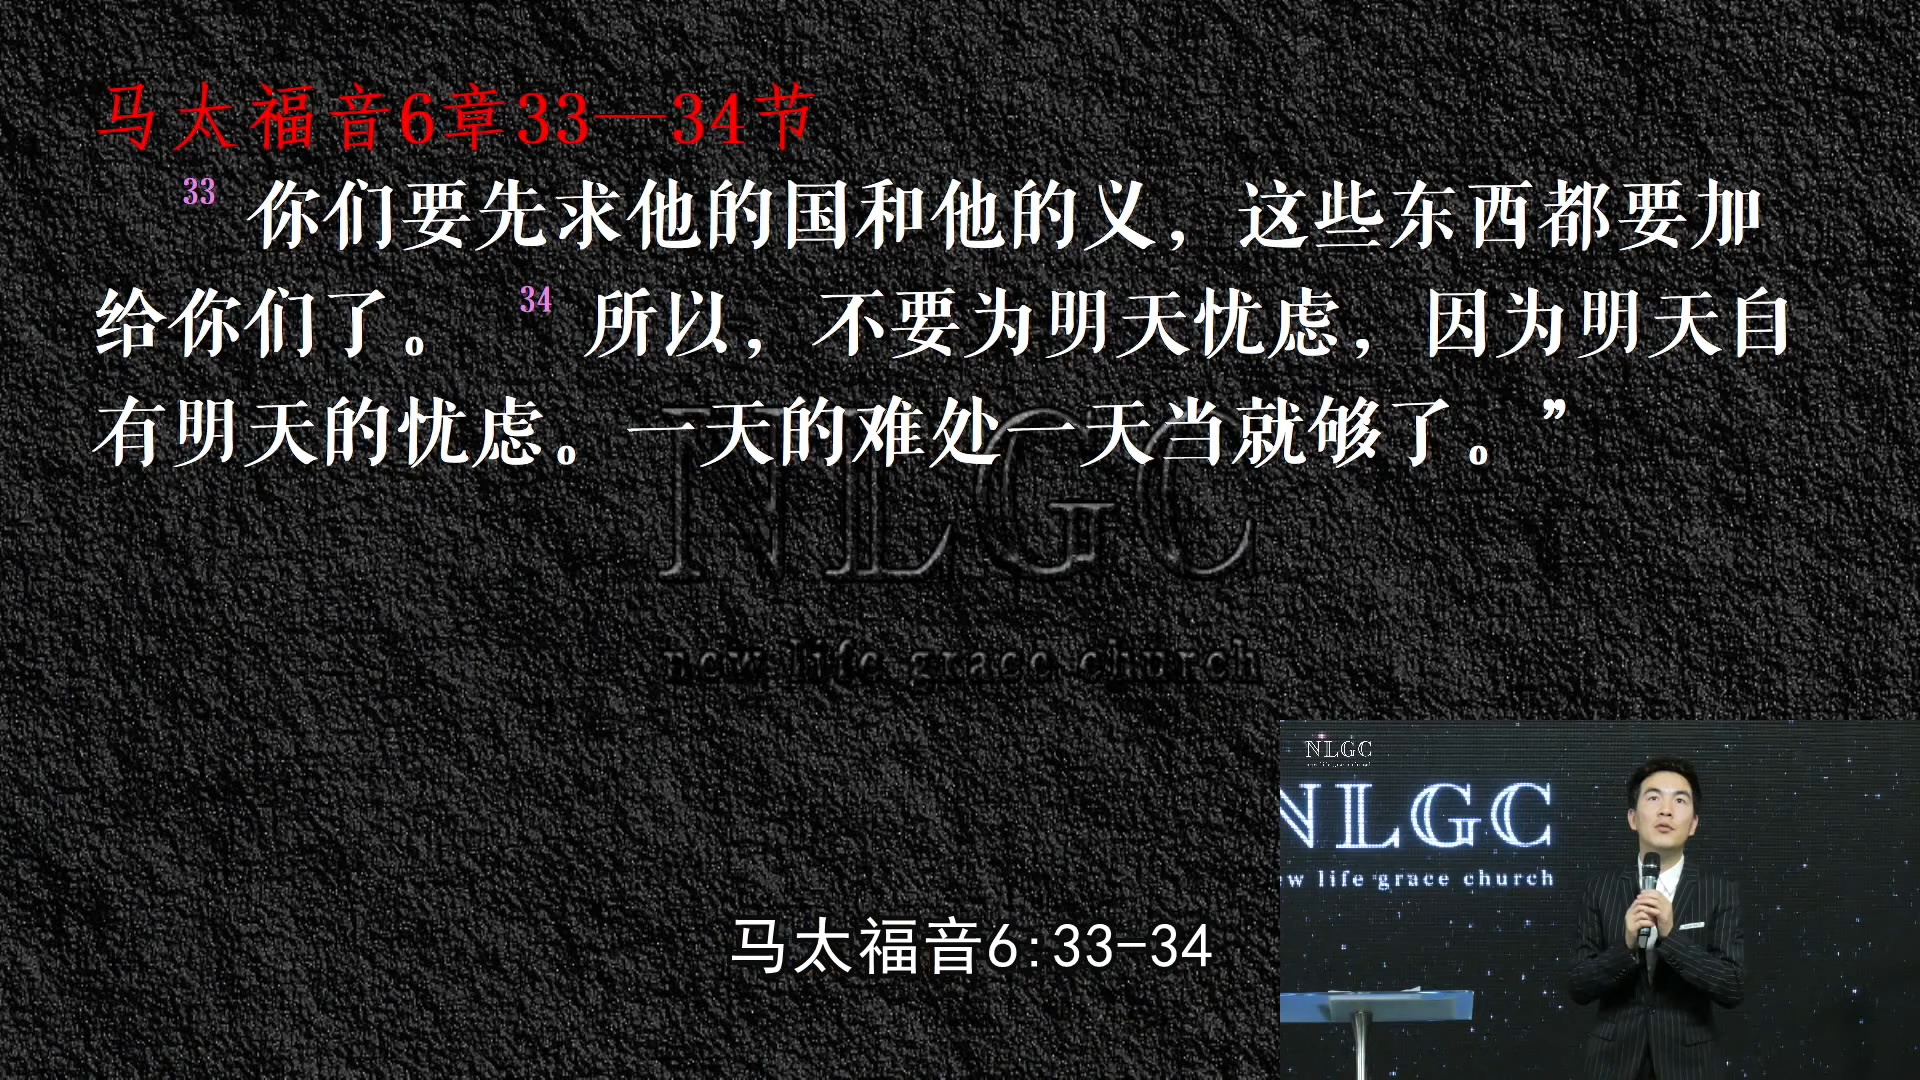 马太福音6章33—34节
33 你们要先求他的国和他的义，这些东西都要加
给你们了。 34 所以，不要为明天忧虑，因为明天自
有明天的忧虑。一天的难处一天当就够了。”
NLGC
new life grace church
NLGC
NLGC
ew life grace church
马太福音6:33-34